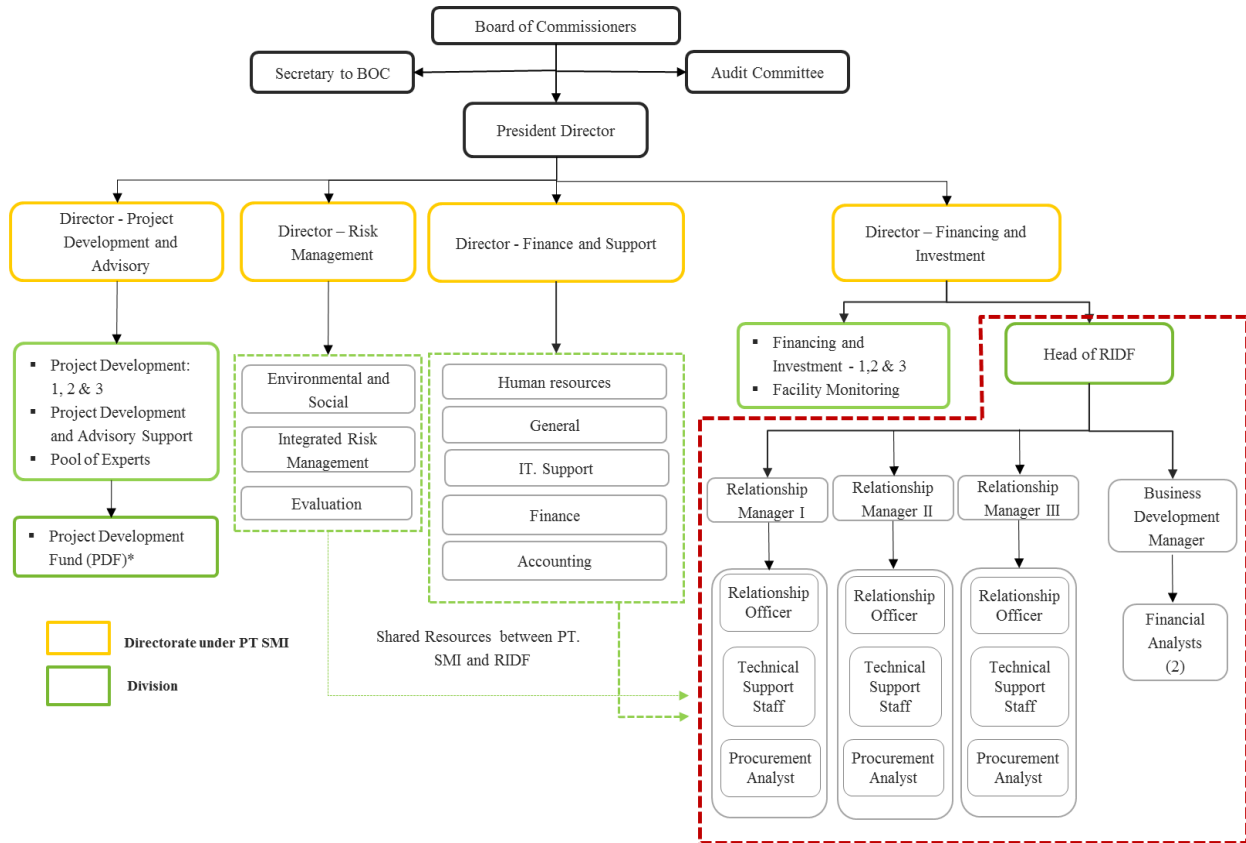 Board of Commissioners
Secretary to BOC
Audit Committee
President Director
Director - Project
Development and
Advisory
Director – Risk
Management
Director - Finance and Support
Director – Financing and
Investment
▪ Project Development:
1, 2 & 3
▪ Project Development
and Advisory Support
▪ Pool of Experts
▪ Project Development
Fund (PDF)*
Environmental and
Social
Integrated Risk
Management
Evaluation
Human resources
General
IT. Support
Finance
Accounting
▪ Financing and
Investment - 1,2 & 3
▪ Facility Monitoring
Head of RIDF
Relationship
Manager I
Relationship
Manager II
Relationship
Manager III
Business
Development
Manager
Relationship
Officer
Technical
Support
Staff
Procurement
Analyst
Relationship
Officer
Technical
Support
Staff
Procurement
Analyst
Relationship
Officer
Technical
Support
Staff
Procurement
Analyst
Financial
Analysts
(2)
Shared Resources between PT.
SMI and RIDF
Directorate under PT SMI
Division